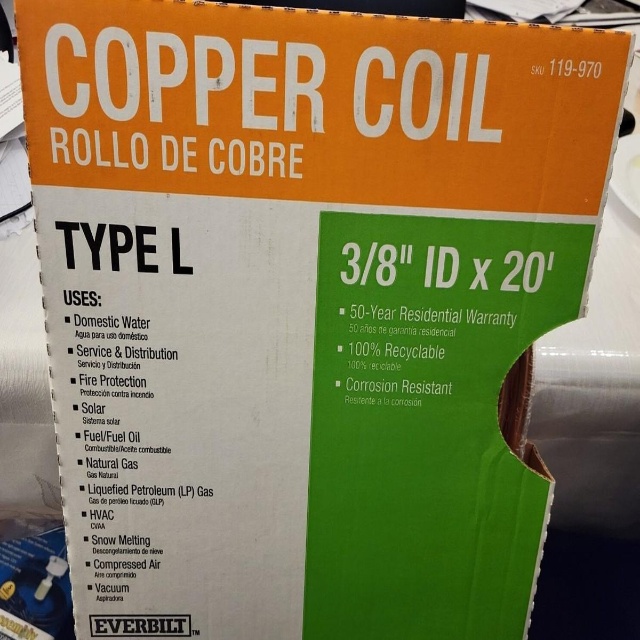 COPPER COIL
SKU 119-970
ROLLO DE COBRE
TYPE L
USES:
▪ Domestic Water
Agua para uso doméstico
▪ Service & Distribution
Servicio y Distribución
▪ Fire Protection
Protección contra incendio
▪ Solar
Sistema solar
▪ Fuel/Fuel Oil
Combustible/Aceite combustible
▪ Natural Gas
Gas Natural
▪ Liquefied Petroleum (LP) Gas
Gas de peróleo licuado (GLP)
▪ HVAC
CVAA
▪ Snow Melting
Descongelamiento de nieve
▪ Compressed Air
Aire comprimido
▪ Vacuum
Aspiradora
EVERBILT TM
3/8" ID x 20'
▪ 50-Year Residential Warranty
50 años de garantía residencial
▪ 100% Recyclable
100% reciclable
▪ Corrosion Resistant
Resistente a la corrosión